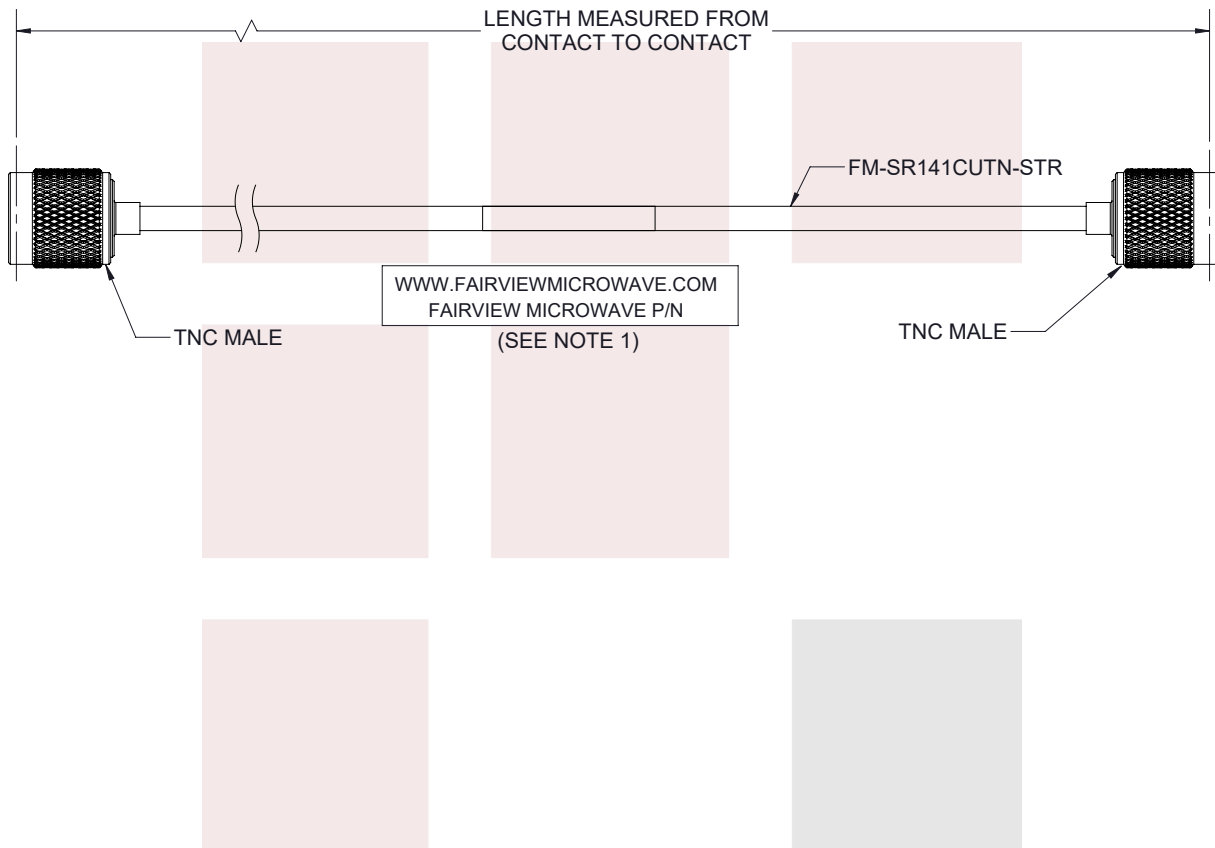 LENGTH MEASURED FROM
CONTACT TO CONTACT
FM-SR141CUTN-STR
WWW.FAIRVIEWMICROWAVE.COM
FAIRVIEW MICROWAVE P/N
(SEE NOTE 1)
TNC MALE
TNC MALE